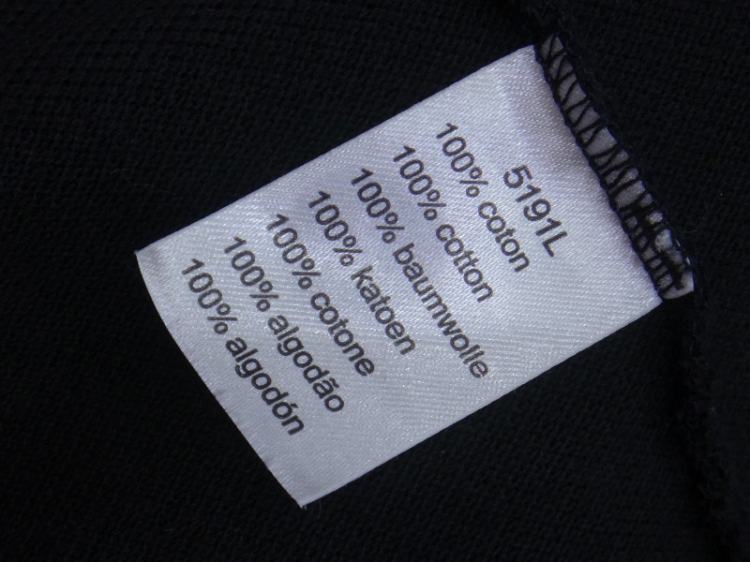 5191L
100% coton
100% cotton
100% baumwolle
100% katoen
100% cotone
100% algodão
100% algodón